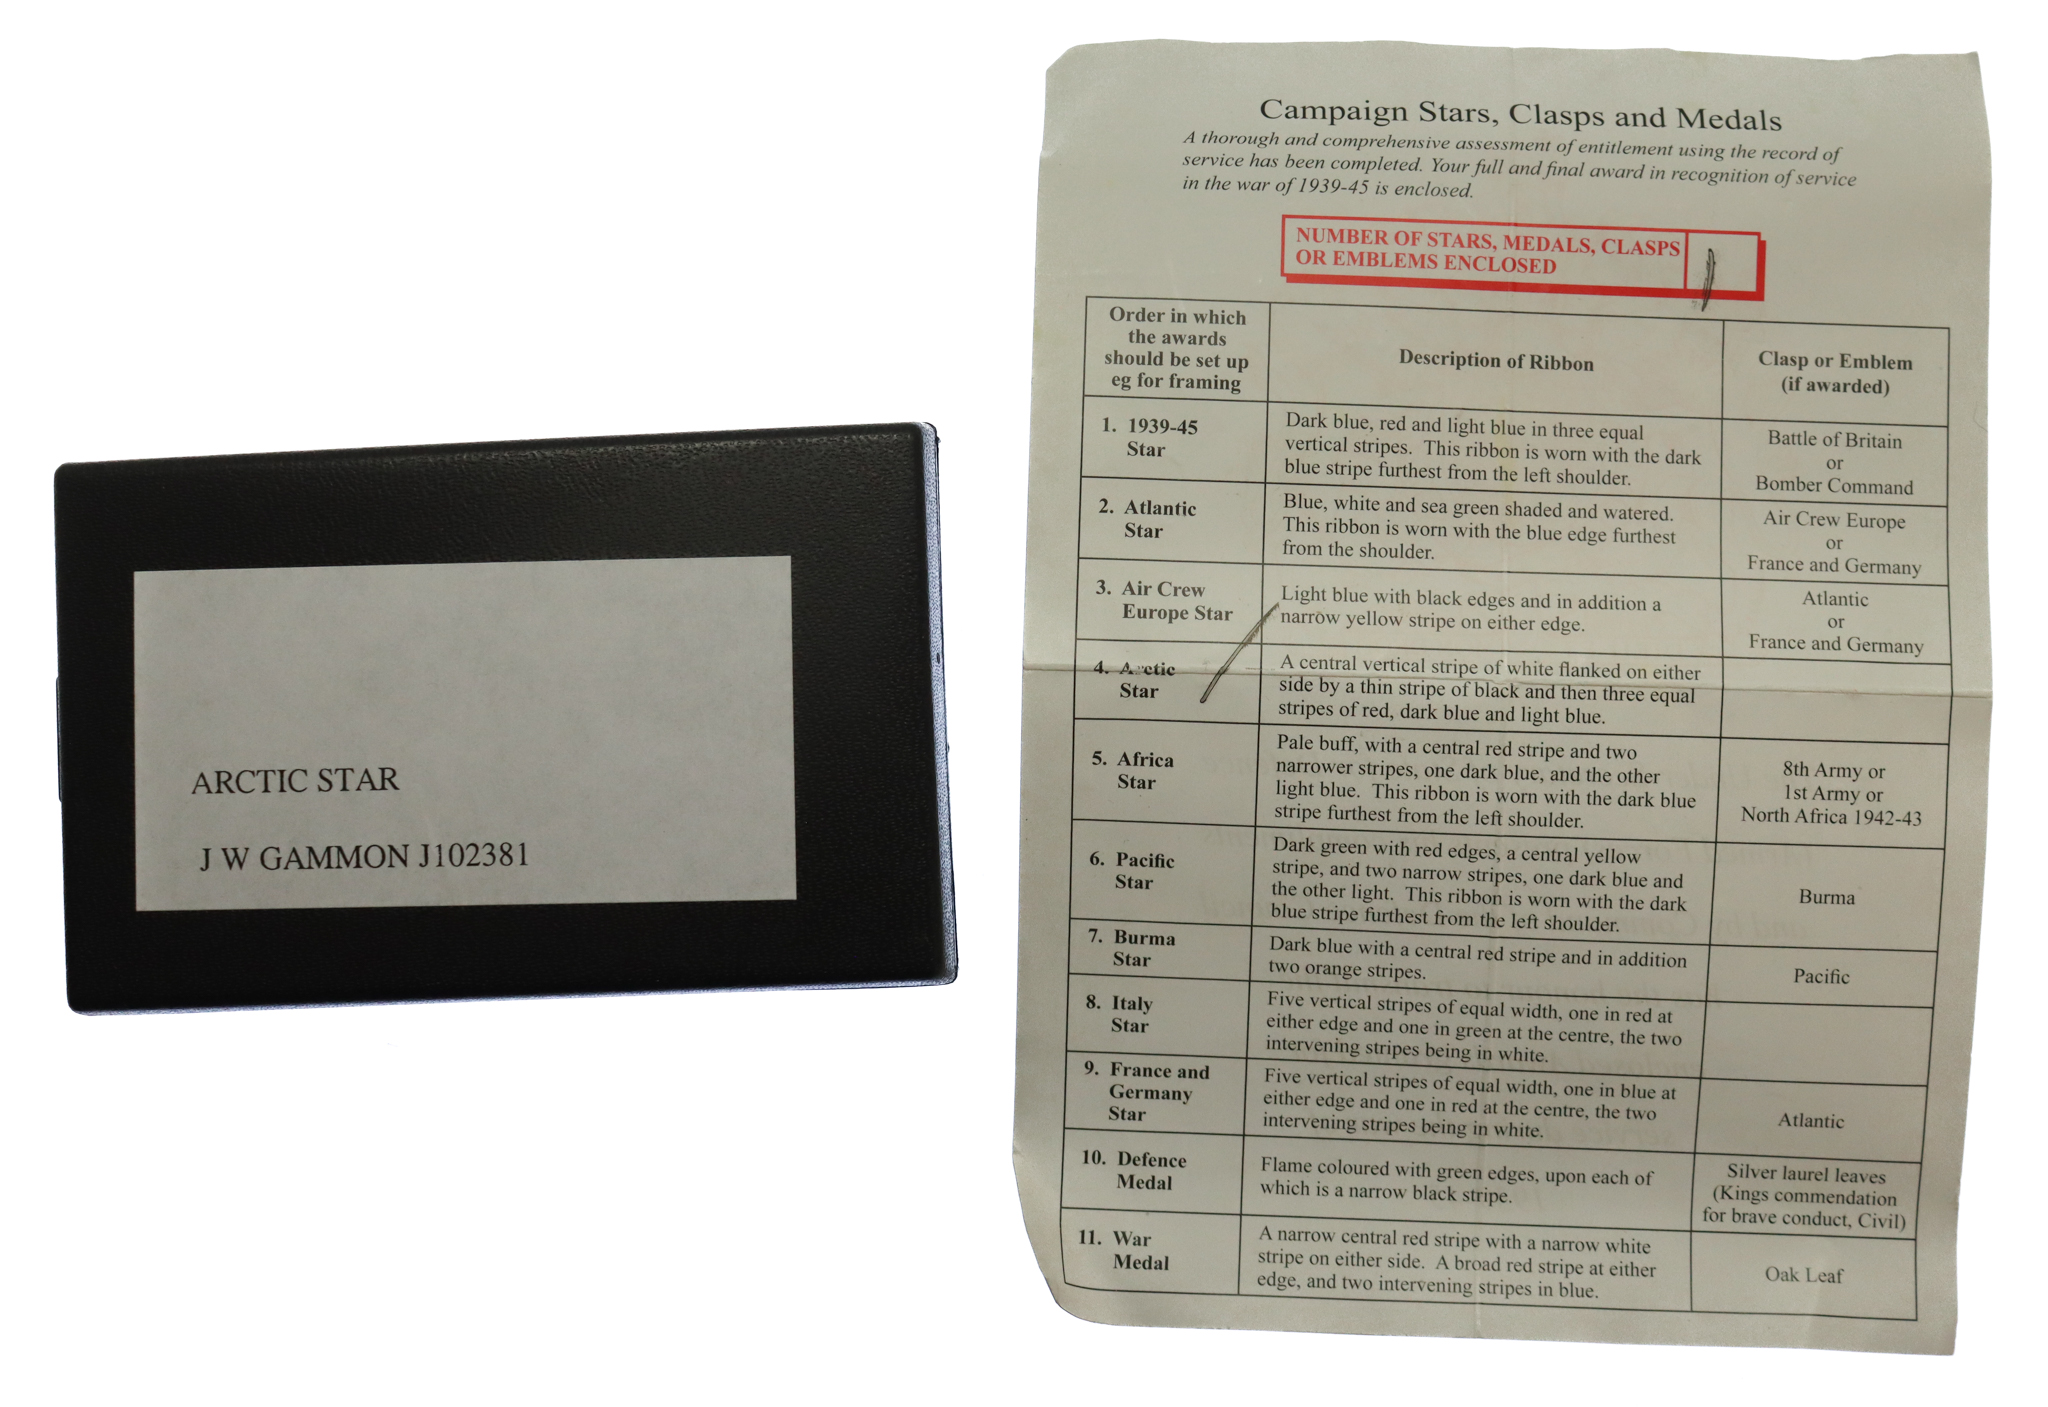 ARCTIC STAR
J W GAMMON J102381
Campaign Stars, Clasps and Medals
A thorough and comprehensive assessment of entitlement using the record of
service has been completed. Your full and final award in recognition of service
in the war of 1939-45 is enclosed.
NUMBER OF STARS, MEDALS, CLASPS
OR EMBLEMS ENCLOSED
1
Order in which
the awards
should be set up
eg for framing
Description of Ribbon
Clasp or Emblem
(if awarded)
1. 1939-45
Star
Dark blue, red and light blue in three equal
vertical stripes. This ribbon is worn with the dark
blue stripe furthest from the left shoulder.
Battle of Britain
or
Bomber Command
2. Atlantic
Star
Blue, white and sea green shaded and watered.
This ribbon is worn with the blue edge furthest
from the shoulder.
Air Crew Europe
or
France and Germany
3. Air Crew
Europe Star
Light blue with black edges and in addition a
narrow yellow stripe on either edge.
Atlantic
or
France and Germany
4. Arctic
Star
A central vertical stripe of white flanked on either
side by a thin stripe of black and then three equal
stripes of red, dark blue and light blue.
5. Africa
Star
Pale buff, with a central red stripe and two
narrower stripes, one dark blue, and the other
light blue. This ribbon is worn with the dark blue
stripe furthest from the left shoulder.
8th Army or
1st Army or
North Africa 1942-43
6. Pacific
Star
Dark green with red edges, a central yellow
stripe, and two narrow stripes, one dark blue and
the other light. This ribbon is worn with the dark
blue stripe furthest from the left shoulder.
Burma
7. Burma
Star
Dark blue with a central red stripe and in addition
two orange stripes.
Pacific
8. Italy
Star
Five vertical stripes of equal width, one in red at
either edge and one in green at the centre, the two
intervening stripes being in white.
9. France and
Germany
Star
Five vertical stripes of equal width, one in blue at
either edge and one in red at the centre, the two
intervening stripes being in white.
Atlantic
10. Defence
Medal
Flame coloured with green edges, upon each of
which is a narrow black stripe.
Silver laurel leaves
(Kings commendation
for brave conduct, Civil)
11. War
Medal
A narrow central red stripe with a narrow white
stripe on either side. A broad red stripe at either
edge, and two intervening stripes in blue.
Oak Leaf